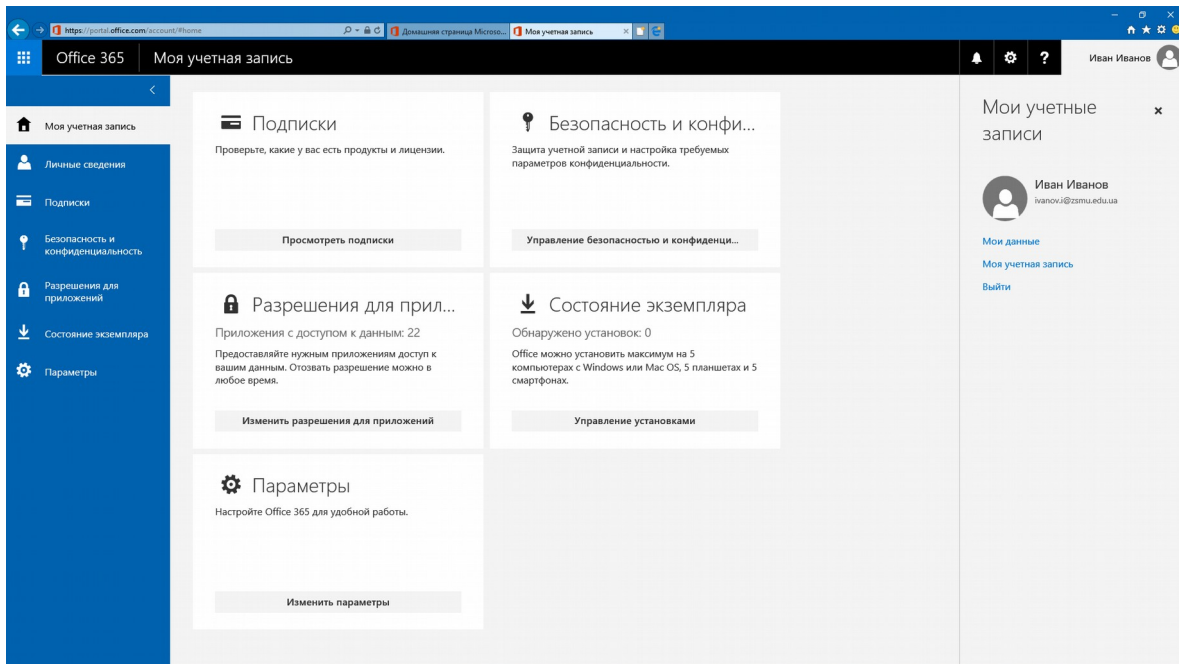 https://portal.office.com/account/#home
Домашняя страница Microso...
Моя учетная запись
Office 365
Моя учетная запись
?
Иван Иванов
Моя учетная запись
Личные сведения
Подписки
Безопасность и
конфиденциальность
Разрешения для
приложений
Состояние экземпляра
Параметры
Подписки
Проверьте, какие у вас есть продукты и лицензии.
Просмотреть подписки
Безопасность и конфи...
Защита учетной записи и настройка требуемых
параметров конфиденциальности.
Управление безопасностью и конфиденци...
Разрешения для прил...
Приложения с доступом к данным: 22
Предоставляйте нужным приложениям доступ к
вашим данным. Отозвать разрешение можно в
любое время.
Изменить разрешения для приложений
Состояние экземпляра
Обнаружено установок: 0
Office можно установить максимум на 5
компьютерах с Windows или Mac OS, 5 планшетах и 5
смартфонах.
Управление установками
Параметры
Настройте Office 365 для удобной работы.
Изменить параметры
Мои учетные
записи
Иван Иванов
ivanov.i@zsmu.edu.ua
Мои данные
Моя учетная запись
Выйти